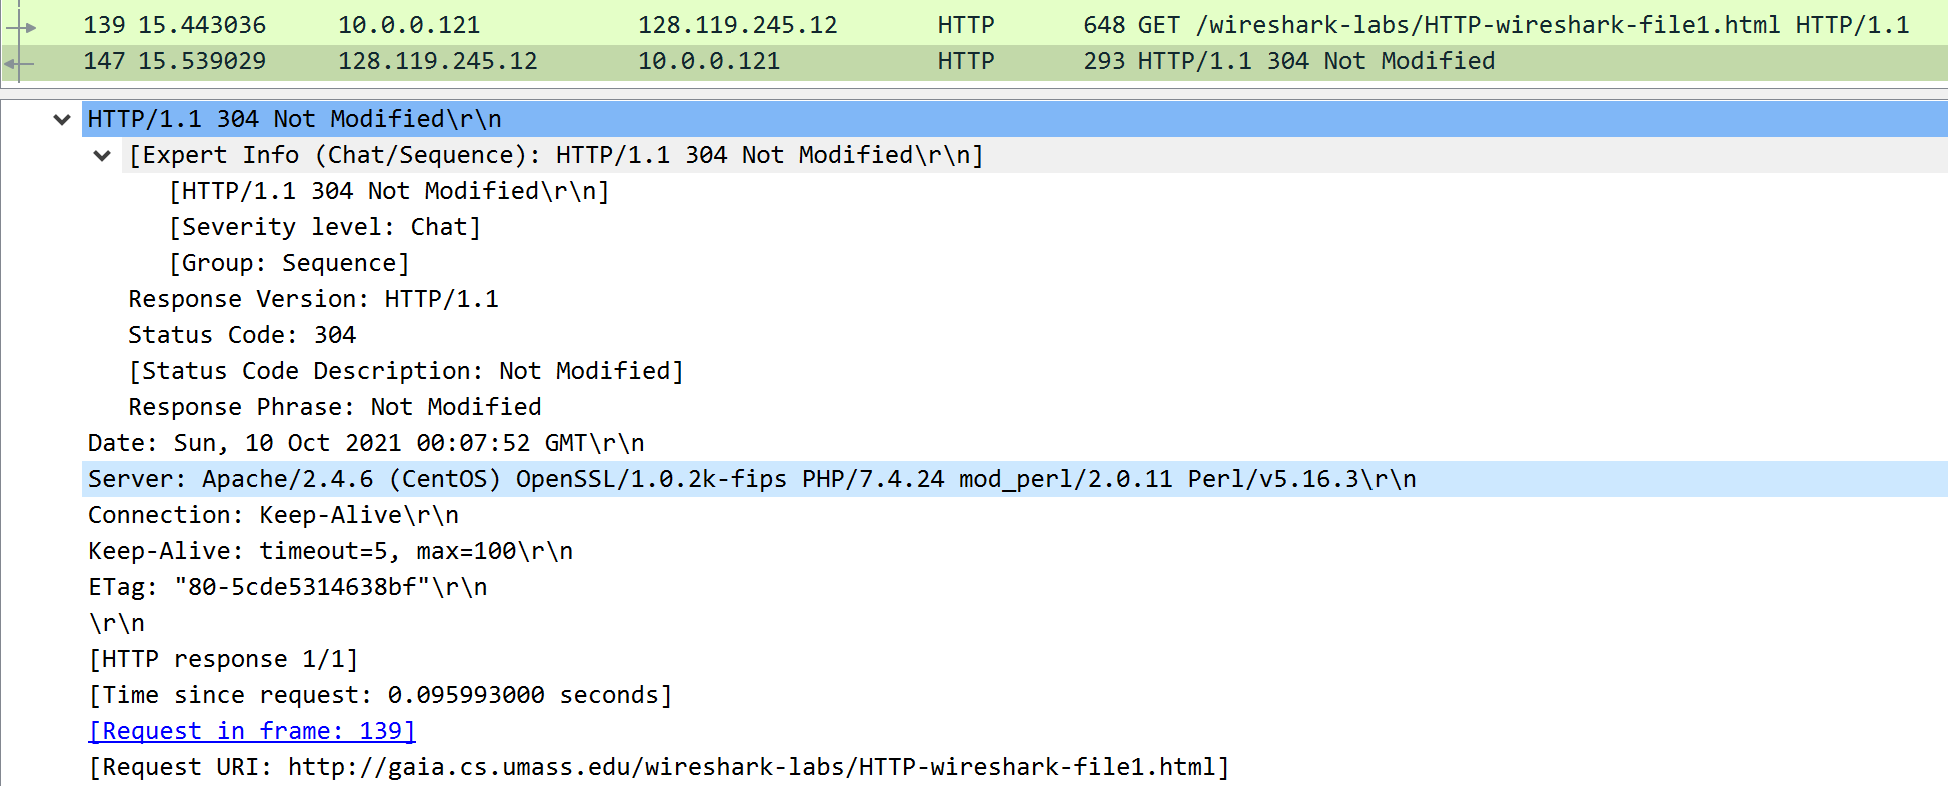 139 15.443036 10.0.0.121 128.119.245.12 HTTP 648 GET /wireshark-labs/HTTP-wireshark-file1.html HTTP/1.1
147 15.539029 128.119.245.12 10.0.0.121 HTTP 293 HTTP/1.1 304 Not Modified
HTTP/1.1 304 Not Modified\r\n
[Expert Info (Chat/Sequence): HTTP/1.1 304 Not Modified\r\n]
[HTTP/1.1 304 Not Modified\r\n]
[Severity level: Chat]
[Group: Sequence]
Response Version: HTTP/1.1
Status Code: 304
[Status Code Description: Not Modified]
Response Phrase: Not Modified
Date: Sun, 10 Oct 2021 00:07:52 GMT\r\n
Server: Apache/2.4.6 (CentOS) OpenSSL/1.0.2k-fips PHP/7.4.24 mod_perl/2.0.11 Perl/v5.16.3\r\n
Connection: Keep-Alive\r\n
Keep-Alive: timeout=5, max=100\r\n
ETag: "80-5cde5314638bf"\r\n
\r\n
[HTTP response 1/1]
[Time since request: 0.095993000 seconds]
[Request in frame: 139]
[Request URI: http://gaia.cs.umass.edu/wireshark-labs/HTTP-wireshark-file1.html]